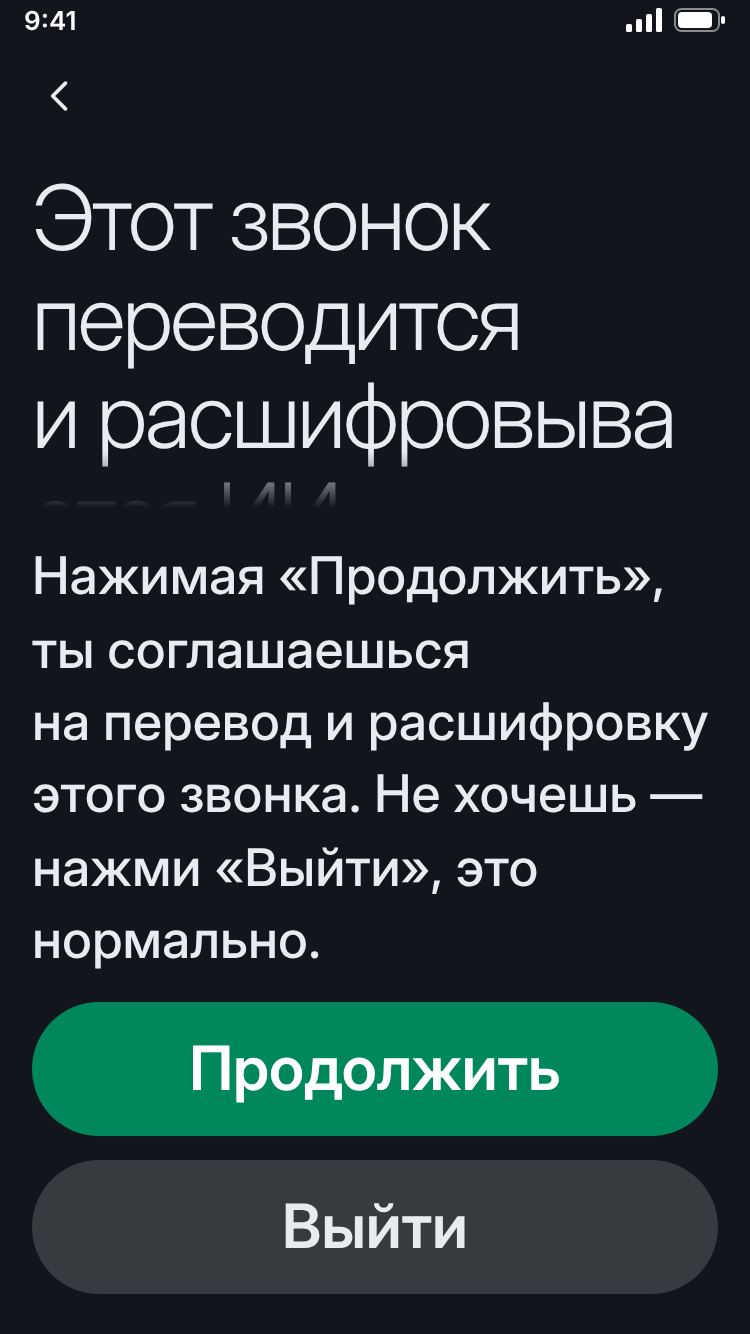 9:41
Этот звонок
переводится
и расшифровыва
Нажимая «Продолжить»,
ты соглашаешься
на перевод и расшифровку
этого звонка. Не хочешь —
нажми «Выйти», это
нормально.
Продолжить
Выйти